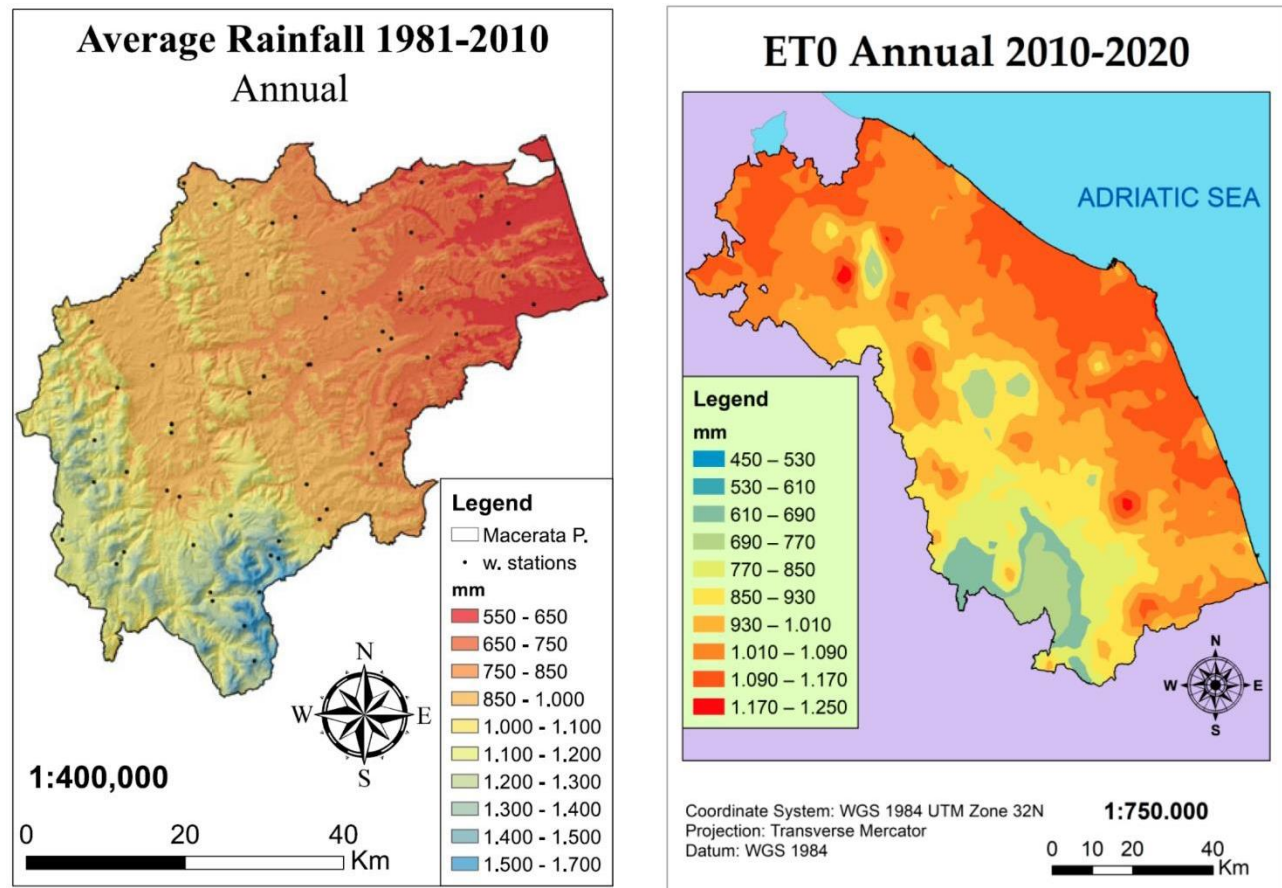 Average Rainfall 1981-2010
Annual
N
W
E
S
1:400,000
0
20
40
Km
Legend
Macerata P.
w. stations
mm
550 - 650
650 - 750
750 - 850
850 - 1.000
1.000 - 1.100
1.100 - 1.200
1.200 - 1.300
1.300 - 1.400
1.400 - 1.500
1.500 - 1.700
ET0 Annual 2010-2020
ADRIATIC SEA
Legend
mm
450 – 530
530 – 610
610 – 690
690 – 770
770 – 850
850 – 930
930 – 1.010
1.010 – 1.090
1.090 – 1.170
1.170 – 1.250
N
W
E
S
Coordinate System: WGS 1984 UTM Zone 32N
Projection: Transverse Mercator
Datum: WGS 1984
1:750.000
0 10 20 30 40
Km